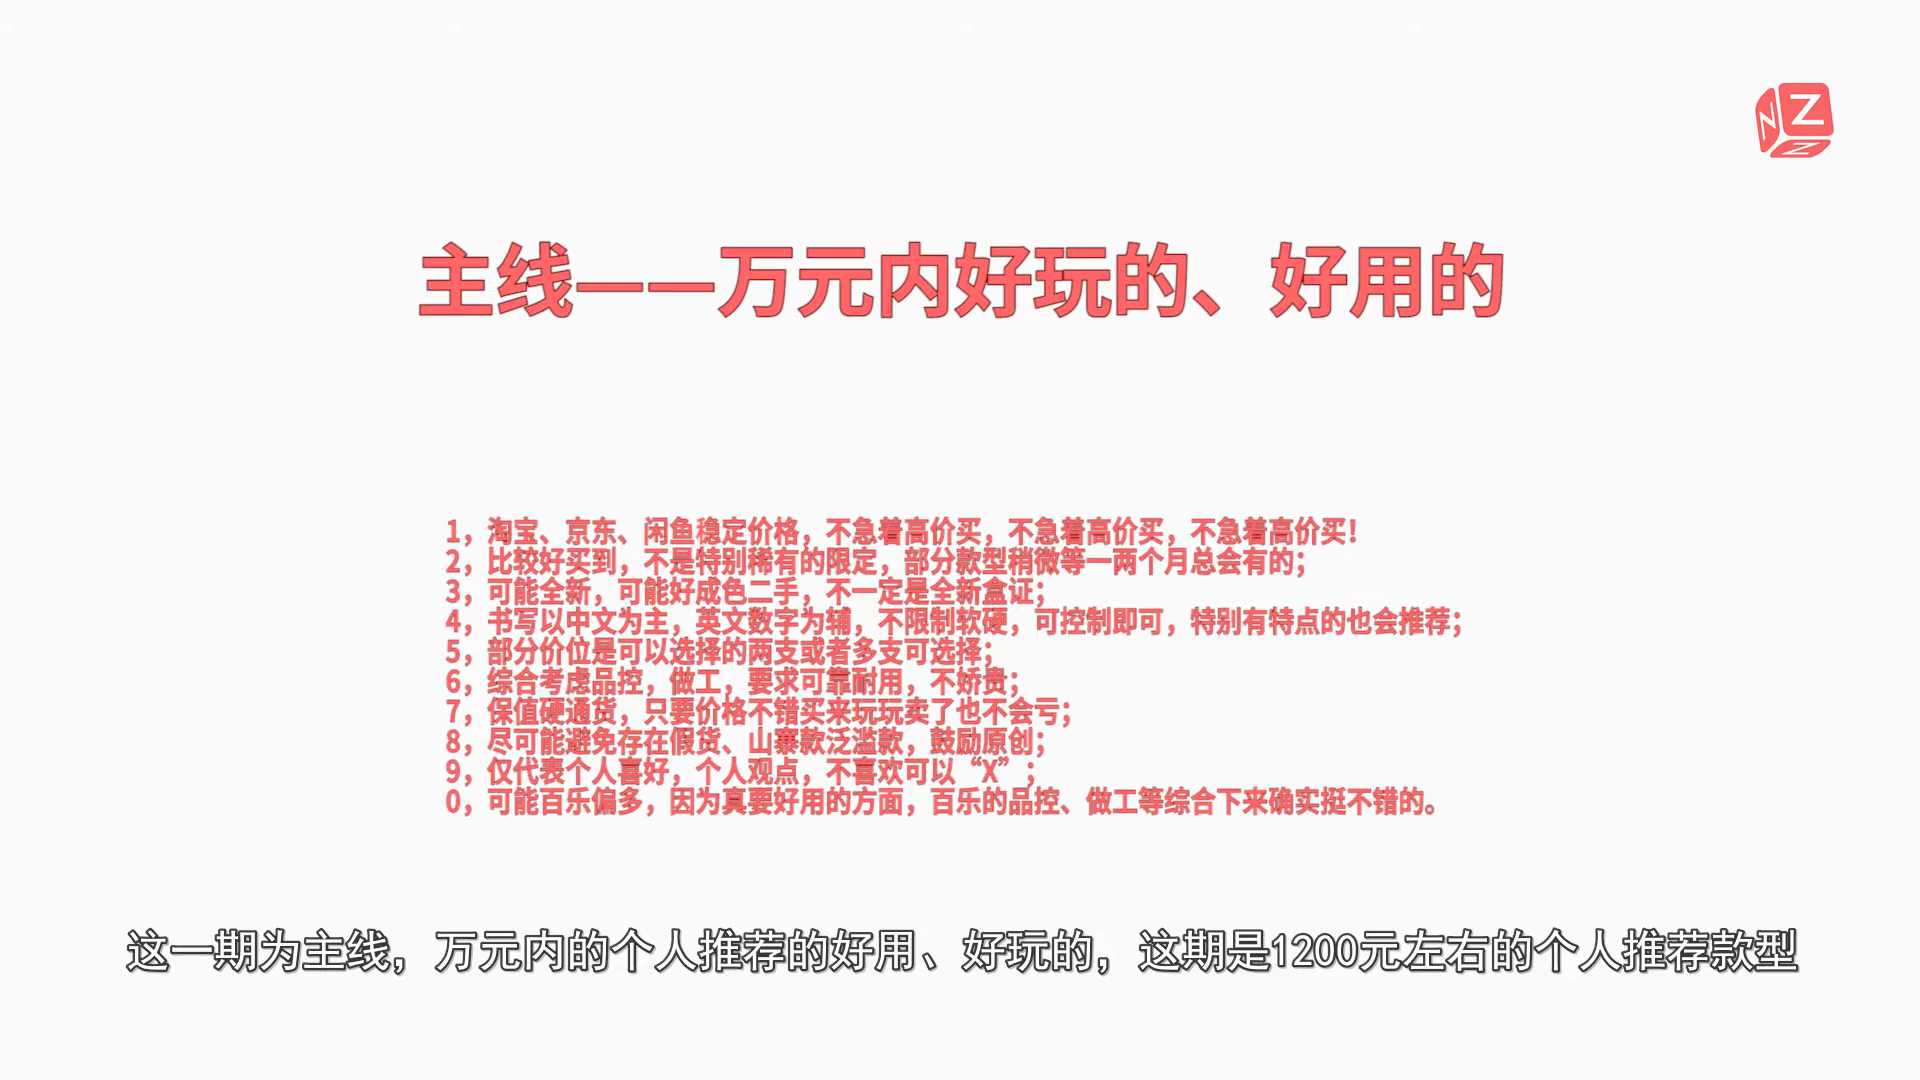 N Z Z
主线——万元内好玩的、好用的
1，淘宝、京东、闲鱼稳定价格，不急着高价买，不急着高价买，不急着高价买！
2，比较好买到，不是特别稀有的限定，部分款型稍微等一两个月总会有的；
3，可能全新，可能好成色二手，不一定是全新盒证；
4，书写以中文为主，英文数字为辅，不限制软硬，可控制即可，特别有特点的也会推荐；
5，部分价位是可以选择的两支或者多支可选择；
6，综合考虑品控，做工，要求可靠耐用，不娇贵；
7，保值硬通货，只要价格不错买来玩玩卖了也不会亏；
8，尽可能避免存在假货、山寨款泛滥款，鼓励原创；
9，仅代表个人喜好，个人观点，不喜欢可以“X”；
0，可能百乐偏多，因为真要好用的方面，百乐的品控、做工等综合下来确实挺不错的。
这一期为主线，万元内的个人推荐的好用、好玩的，这期是1200元左右的个人推荐款型